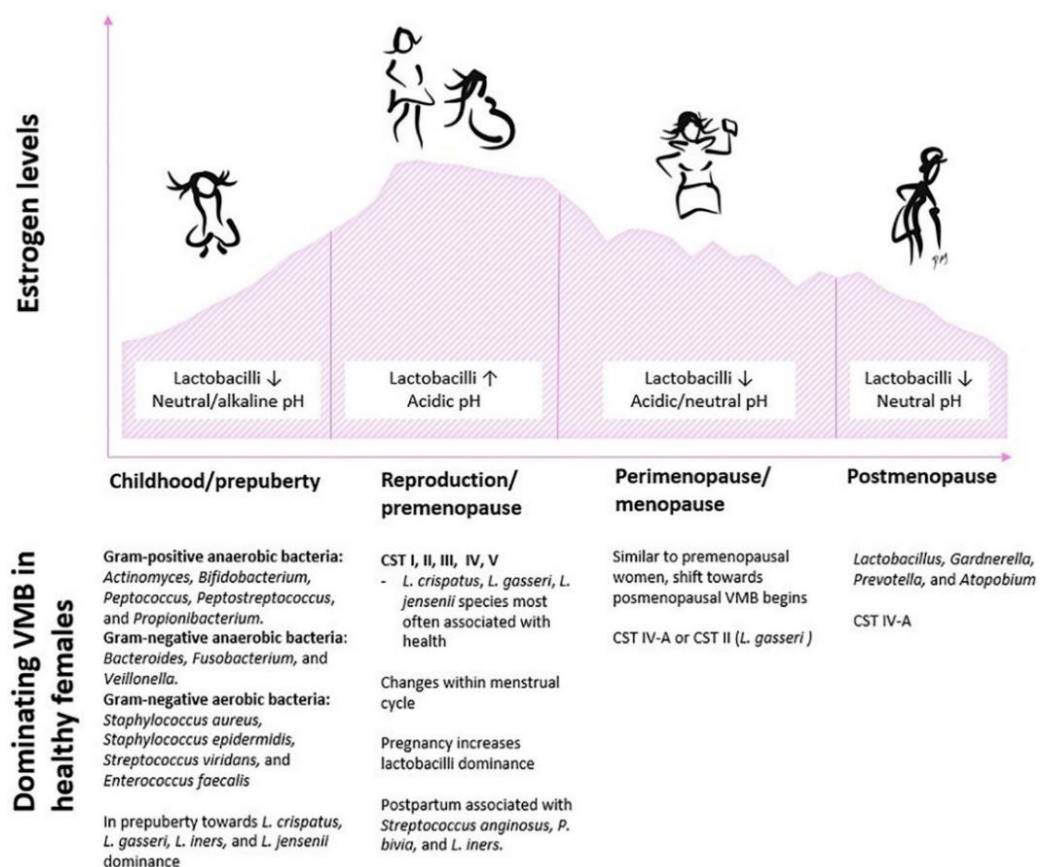 Estrogen levels
Lactobacilli ↓
Neutral/alkaline pH
Lactobacilli ↑
Acidic pH
Lactobacilli ↓
Acidic/neutral pH
Lactobacilli ↓
Neutral pH
Childhood/prepuberty
Reproduction/
premenopause
Perimenopause/
menopause
Postmenopause
Dominating VMB in
healthy females
Gram-positive anaerobic bacteria:
Actinomyces, Bifidobacterium,
Peptococcus, Peptostreptococcus,
and Propionibacterium.
Gram-negative anaerobic bacteria:
Bacteroides, Fusobacterium, and
Veillonella.
Gram-negative aerobic bacteria:
Staphylococcus aureus,
Staphylococcus epidermidis,
Streptococcus viridans, and
Enterococcus faecalis
In prepuberty towards L. crispatus,
L. gasseri, L. iners, and L. jensenii
dominance
CST I, II, III, IV, V
- L. crispatus, L. gasseri, L.
jensenii species most
often associated with
health
Changes within menstrual
cycle
Pregnancy increases
lactobacilli dominance
Postpartum associated with
Streptococcus anginosus, P.
bivia, and L. iners.
Similar to premenopausal
women, shift towards
posmenopausal VMB begins
CST IV-A or CST II (L. gasseri )
Lactobacillus, Gardnerella,
Prevotella, and Atopobium
CST IV-A